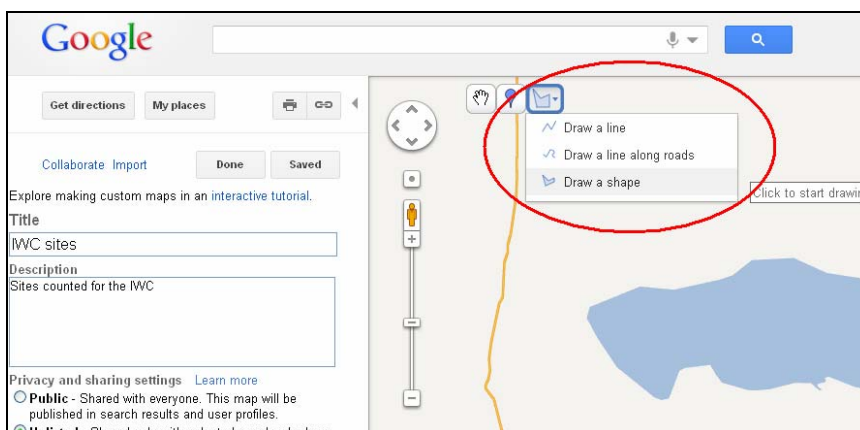 Google
Get directions
My places
Collaborate Import
Done
Saved
Explore making custom maps in an interactive tutorial.
Title
IWC sites
Description
Sites counted for the IWC
Privacy and sharing settings Learn more
Public - Shared with everyone. This map will be
published in search results and user profiles.
Draw a line
Draw a line along roads
Draw a shape
Click to start drawin